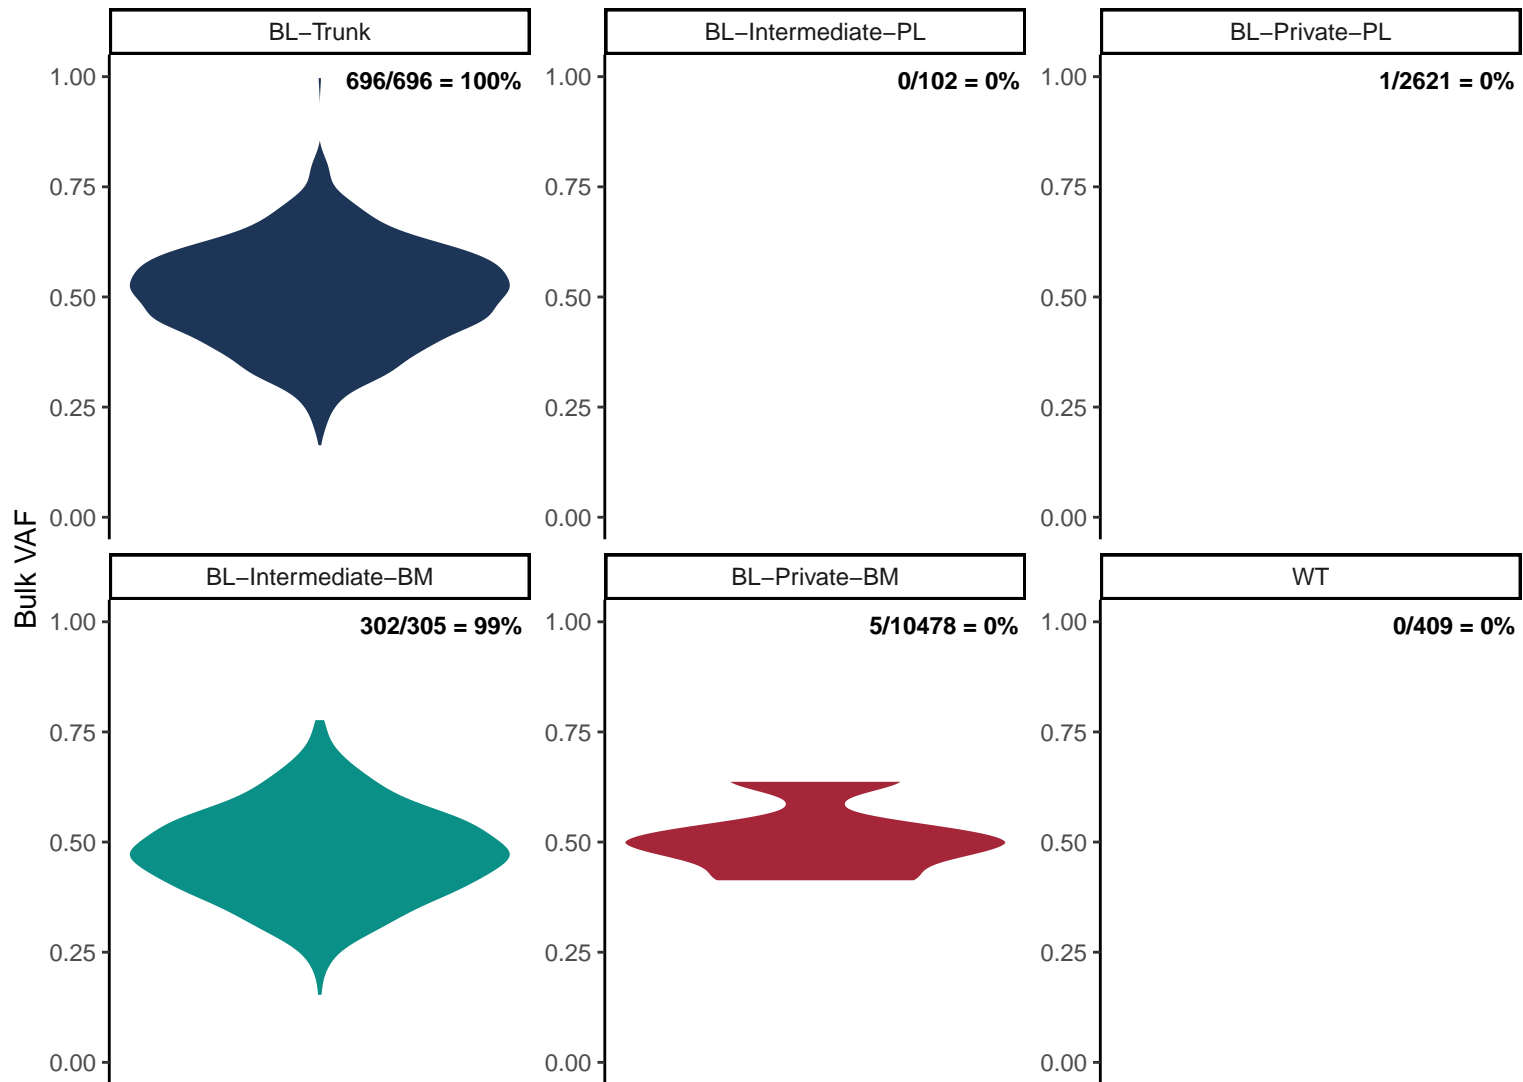 BL−Trunk
BL−Intermediate−PL
BL−Private−PL
1.00
696/696 = 100%
1.00
0/102 = 0%
1.00
1/2621 = 0%
0.75
0.75
0.75
0.50
0.50
0.50
0.25
0.25
0.25
0.00
0.00
0.00
Bulk VAF
BL−Intermediate−BM
BL−Private−BM
WT
1.00
302/305 = 99%
1.00
5/10478 = 0%
1.00
0/409 = 0%
0.75
0.75
0.75
0.50
0.50
0.50
0.25
0.25
0.25
0.00
0.00
0.00